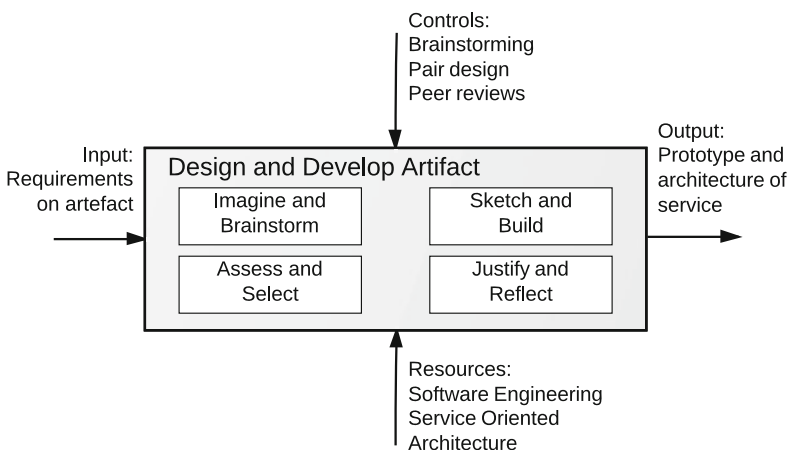 Controls:
Brainstorming
Pair design
Peer reviews
Input:
Requirements
on artefact
Design and Develop Artifact
Imagine and
Brainstorm
Sketch and
Build
Assess and
Select
Justify and
Reflect
Output:
Prototype and
architecture of
service
Resources:
Software Engineering
Service Oriented
Architecture